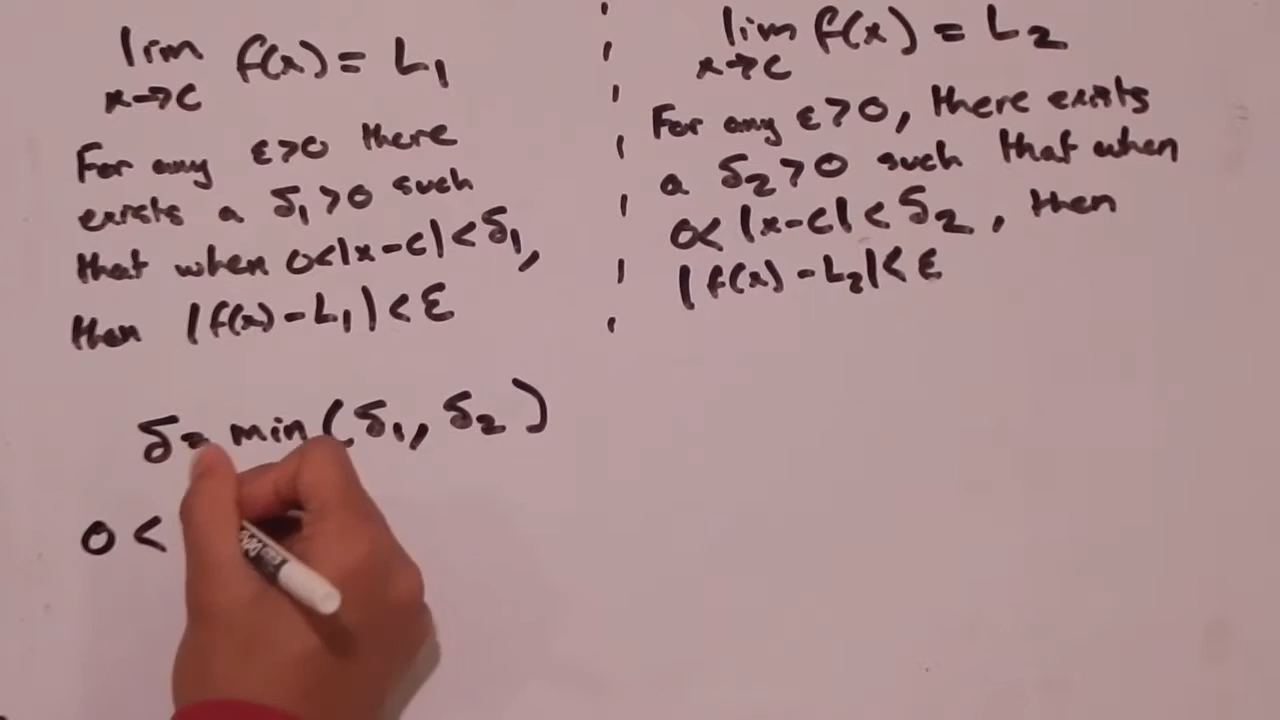 lim f(x) = L₁
x→c
For any ε>0 there
exists a δ₁>0 such
that when 0<|x-c|<δ₁,
then |f(x)-L₁|<ε
lim f(x) = L₂
x→c
For any ε>0, there exists
a δ₂>0 such that when
0<|x-c|<δ₂, then
|f(x)-L₂|<ε
δ= min(δ₁, δ₂)
0<